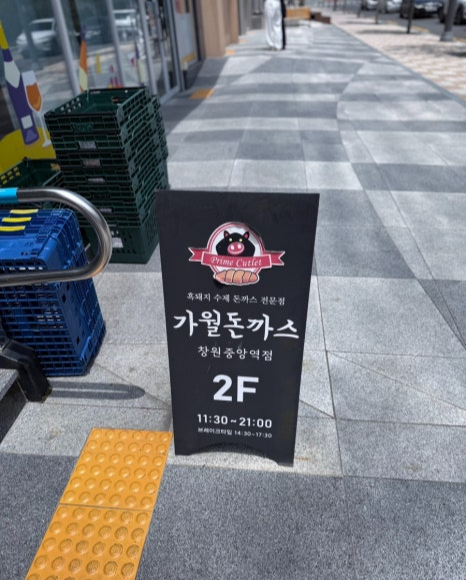 Prime Cutlet
흑돼지 수제 돈까스 전문점
가월돈까스
창원중앙역점
2F
11:30~21:00
브레이크타임 14:30~17:30